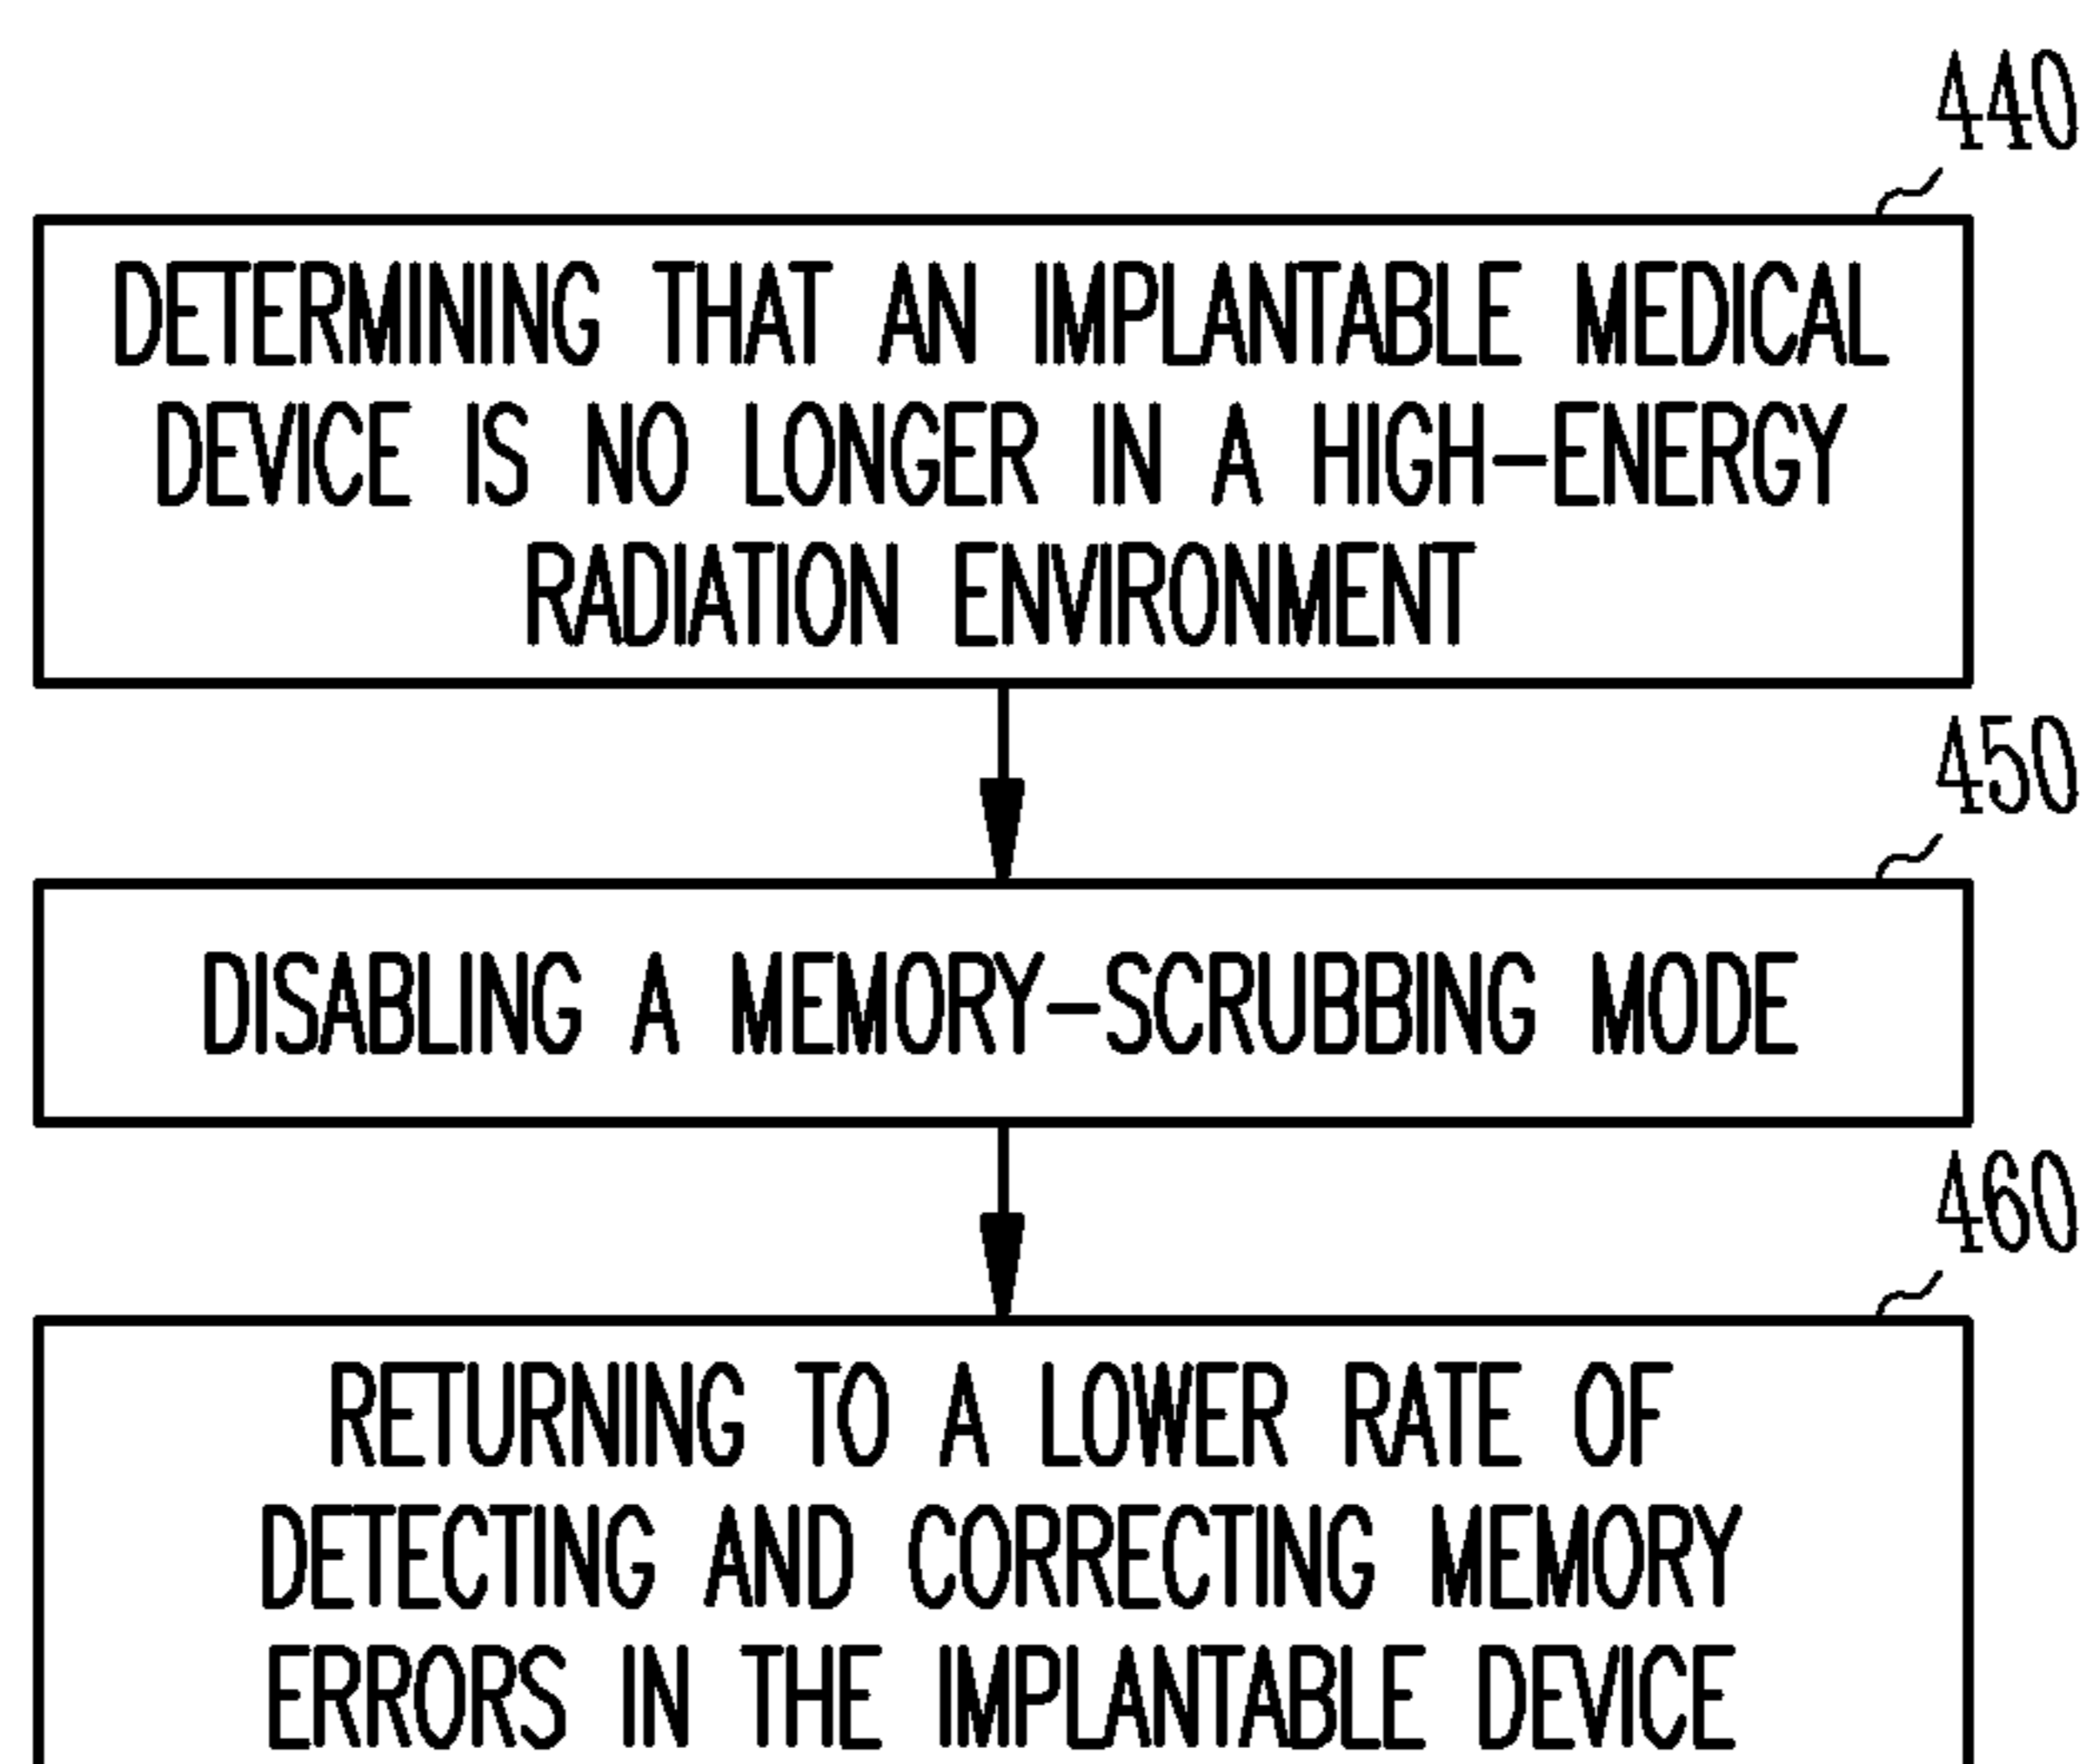 440
DETERMINING THAT AN IMPLANTABLE MEDICAL
DEVICE IS NO LONGER IN A HIGH-ENERGY
RADIATION ENVIRONMENT
450
DISABLING A MEMORY-SCRUBBING MODE
460
RETURNING TO A LOWER RATE OF
DETECTING AND CORRECTING MEMORY
ERRORS IN THE IMPLANTABLE DEVICE